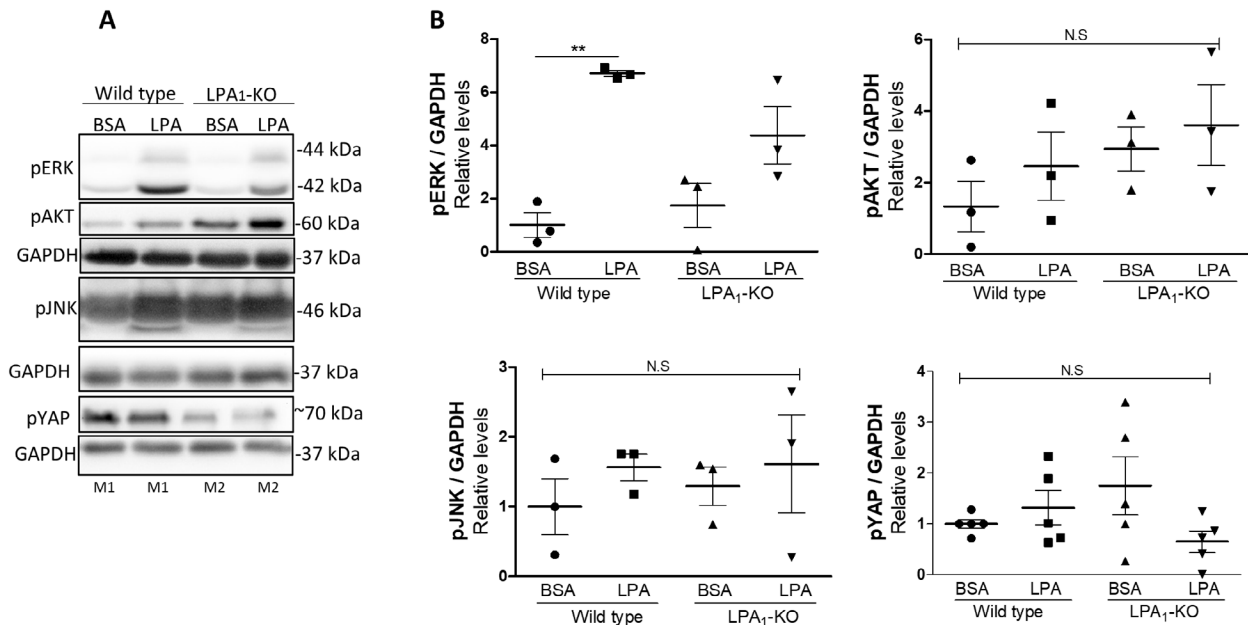 A
Wild type LPA₁-KO
BSA LPA BSA LPA
pERK -44 kDa
-42 kDa
pAKT -60 kDa
GAPDH -37 kDa
pJNK -46 kDa
GAPDH -37 kDa
pYAP ~70 kDa
GAPDH -37 kDa
M1 M1 M2 M2
B
pERK / GAPDH
Relative levels
8
6
4
2
0
**
BSA LPA BSA LPA
Wild type LPA₁-KO
pAKT / GAPDH
Relative levels
6
4
2
0
N.S
BSA LPA BSA LPA
Wild type LPA₁-KO
pJNK / GAPDH
Relative levels
3
2
1
0
N.S
BSA LPA BSA LPA
Wild type LPA₁-KO
pYAP / GAPDH
Relative levels
4
3
2
1
0
N.S
BSA LPA BSA LPA
Wild type LPA₁-KO